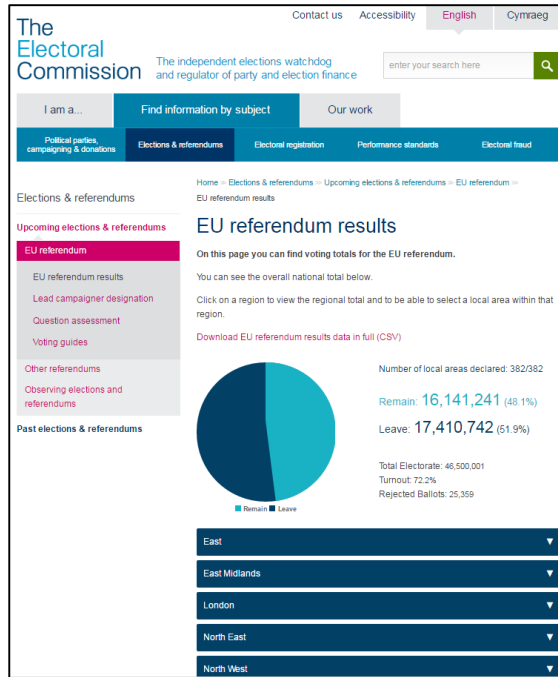 Contact us Accessibility English Cymraeg
The
Electoral
Commission
The independent elections watchdog
and regulator of party and election finance
enter your search here
I am a... Find information by subject Our work
Political parties,
campaigning & donations
Elections & referendums
Electoral registration
Performance standards
Electoral fraud
Elections & referendums
Upcoming elections & referendums
EU referendum
EU referendum results
Lead campaigner designation
Question assessment
Voting guides
Other referendums
Observing elections and
referendums
Past elections & referendums
Home » Elections & referendums » Upcoming elections & referendums » EU referendum »
EU referendum results
EU referendum results
On this page you can find voting totals for the EU referendum.
You can see the overall national total below.
Click on a region to view the regional total and to be able to select a local area within that
region.
Download EU referendum results data in full (CSV)
Remain Leave
Number of local areas declared: 382/382
Remain: 16,141,241 (48.1%)
Leave: 17,410,742 (51.9%)
Total Electorate: 46,500,001
Turnout: 72.2%
Rejected Ballots: 25,359
East
East Midlands
London
North East
North West